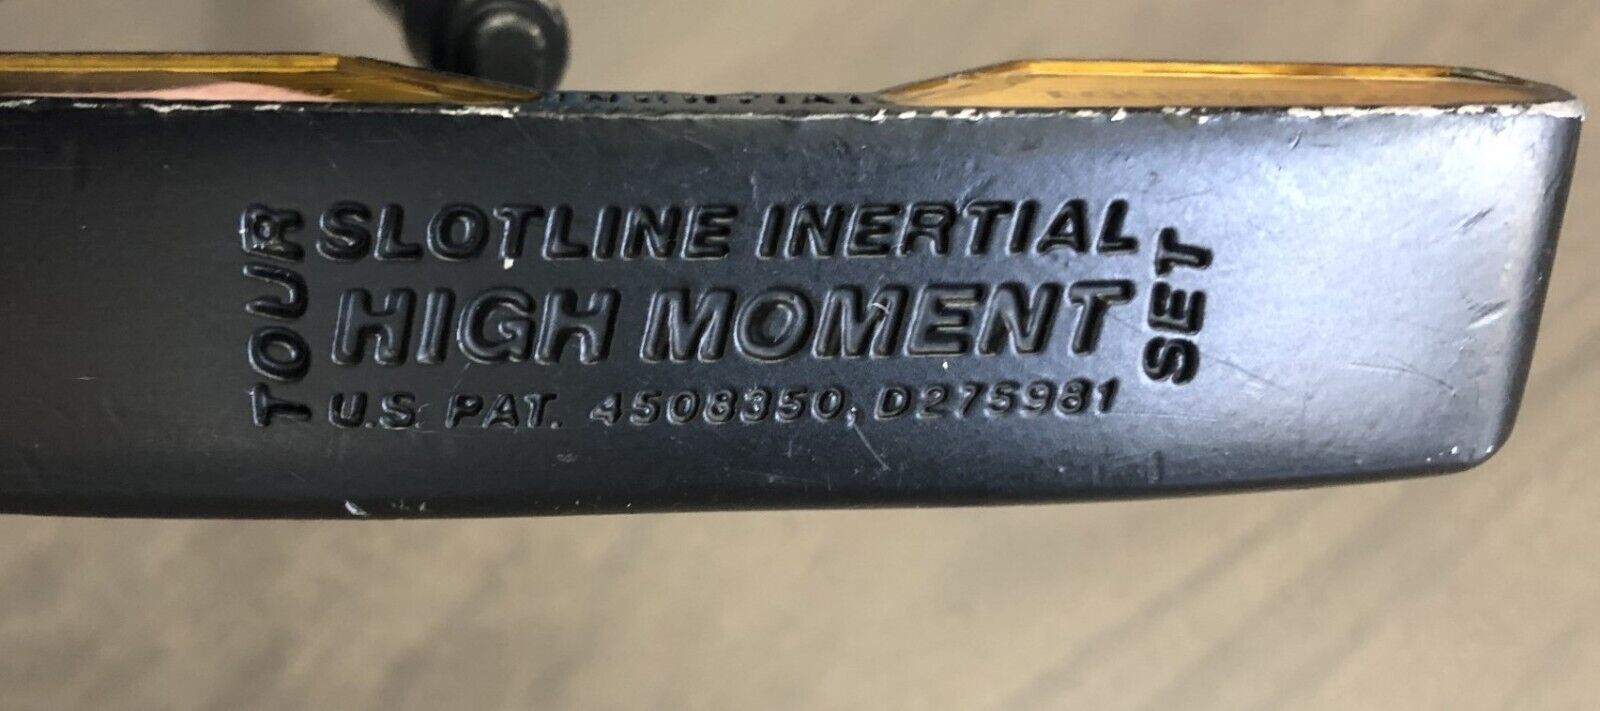 TOUR
SLOTLINE INERTIAL
HIGH MOMENT
U.S. PAT. 4508350, D275981
SET